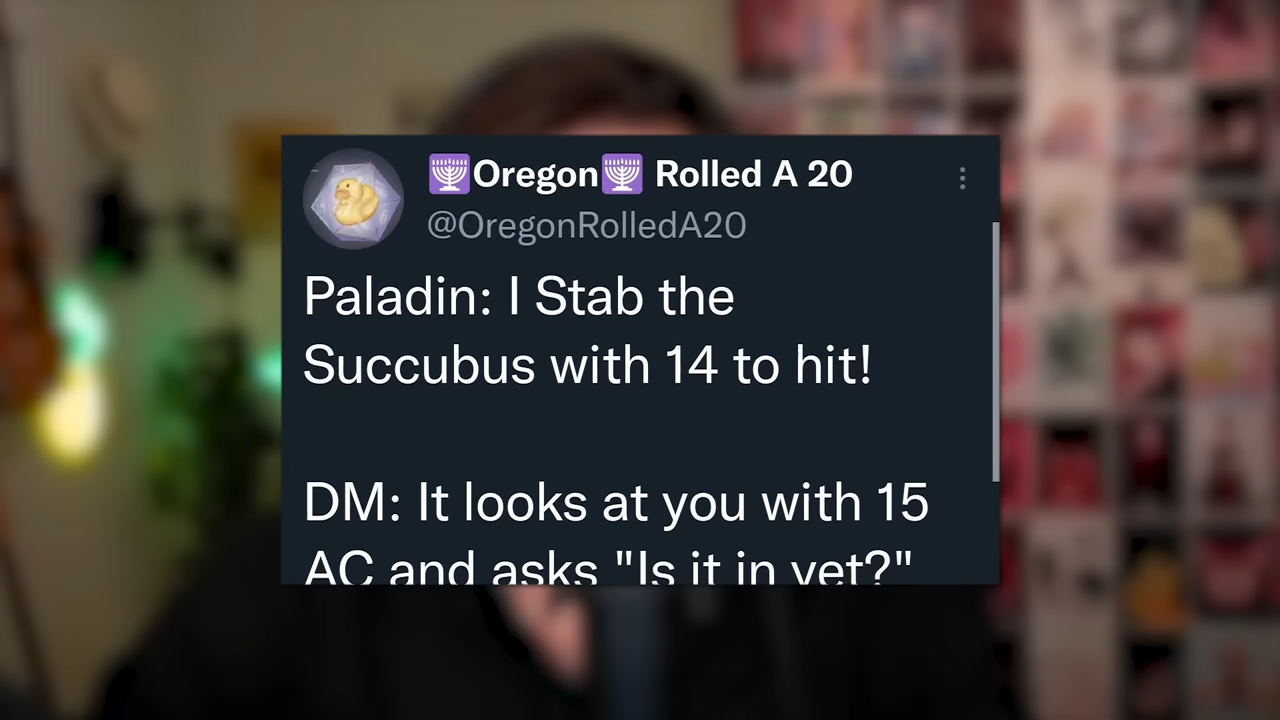 🕎Oregon🕎 Rolled A 20
@OregonRolledA20
Paladin: I Stab the
Succubus with 14 to hit!
DM: It looks at you with 15
AC and asks "Is it in yet?"